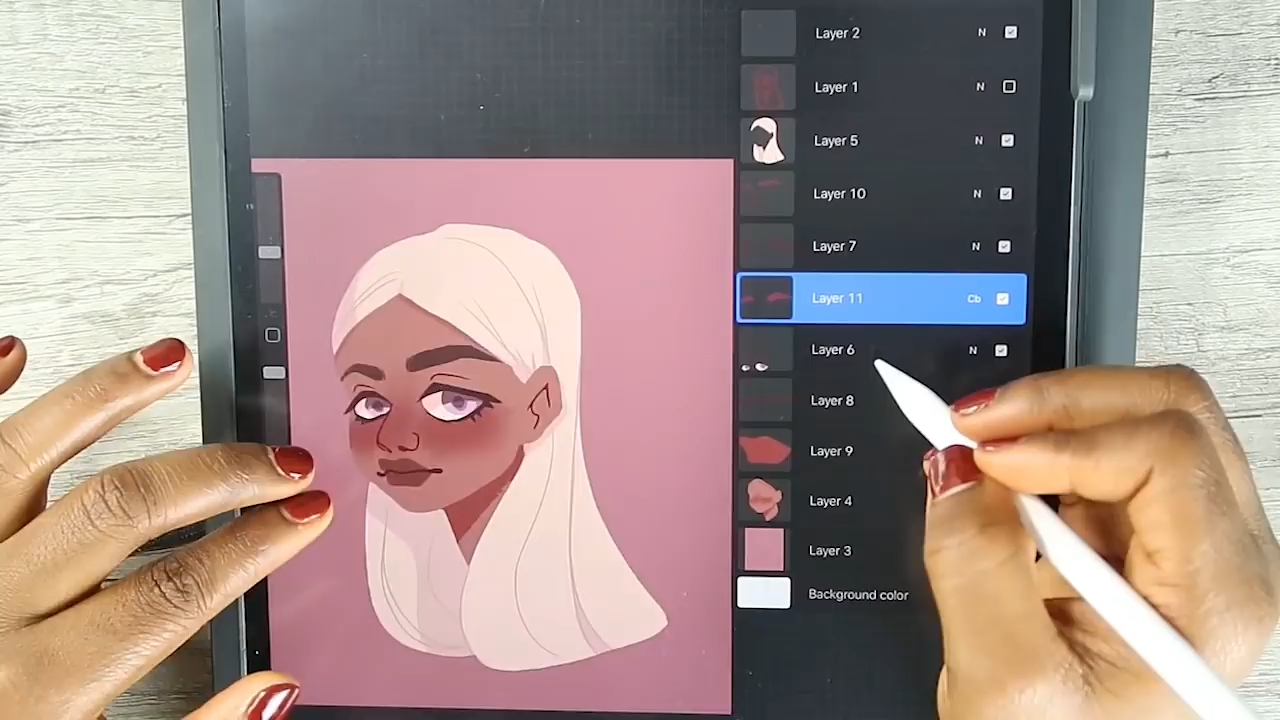 Layer 2 N
Layer 1 N
Layer 5 N
Layer 10 N
Layer 7 N
Layer 11 Cb
Layer 6 N
Layer 8
Layer 9
Layer 4
Layer 3
Background color